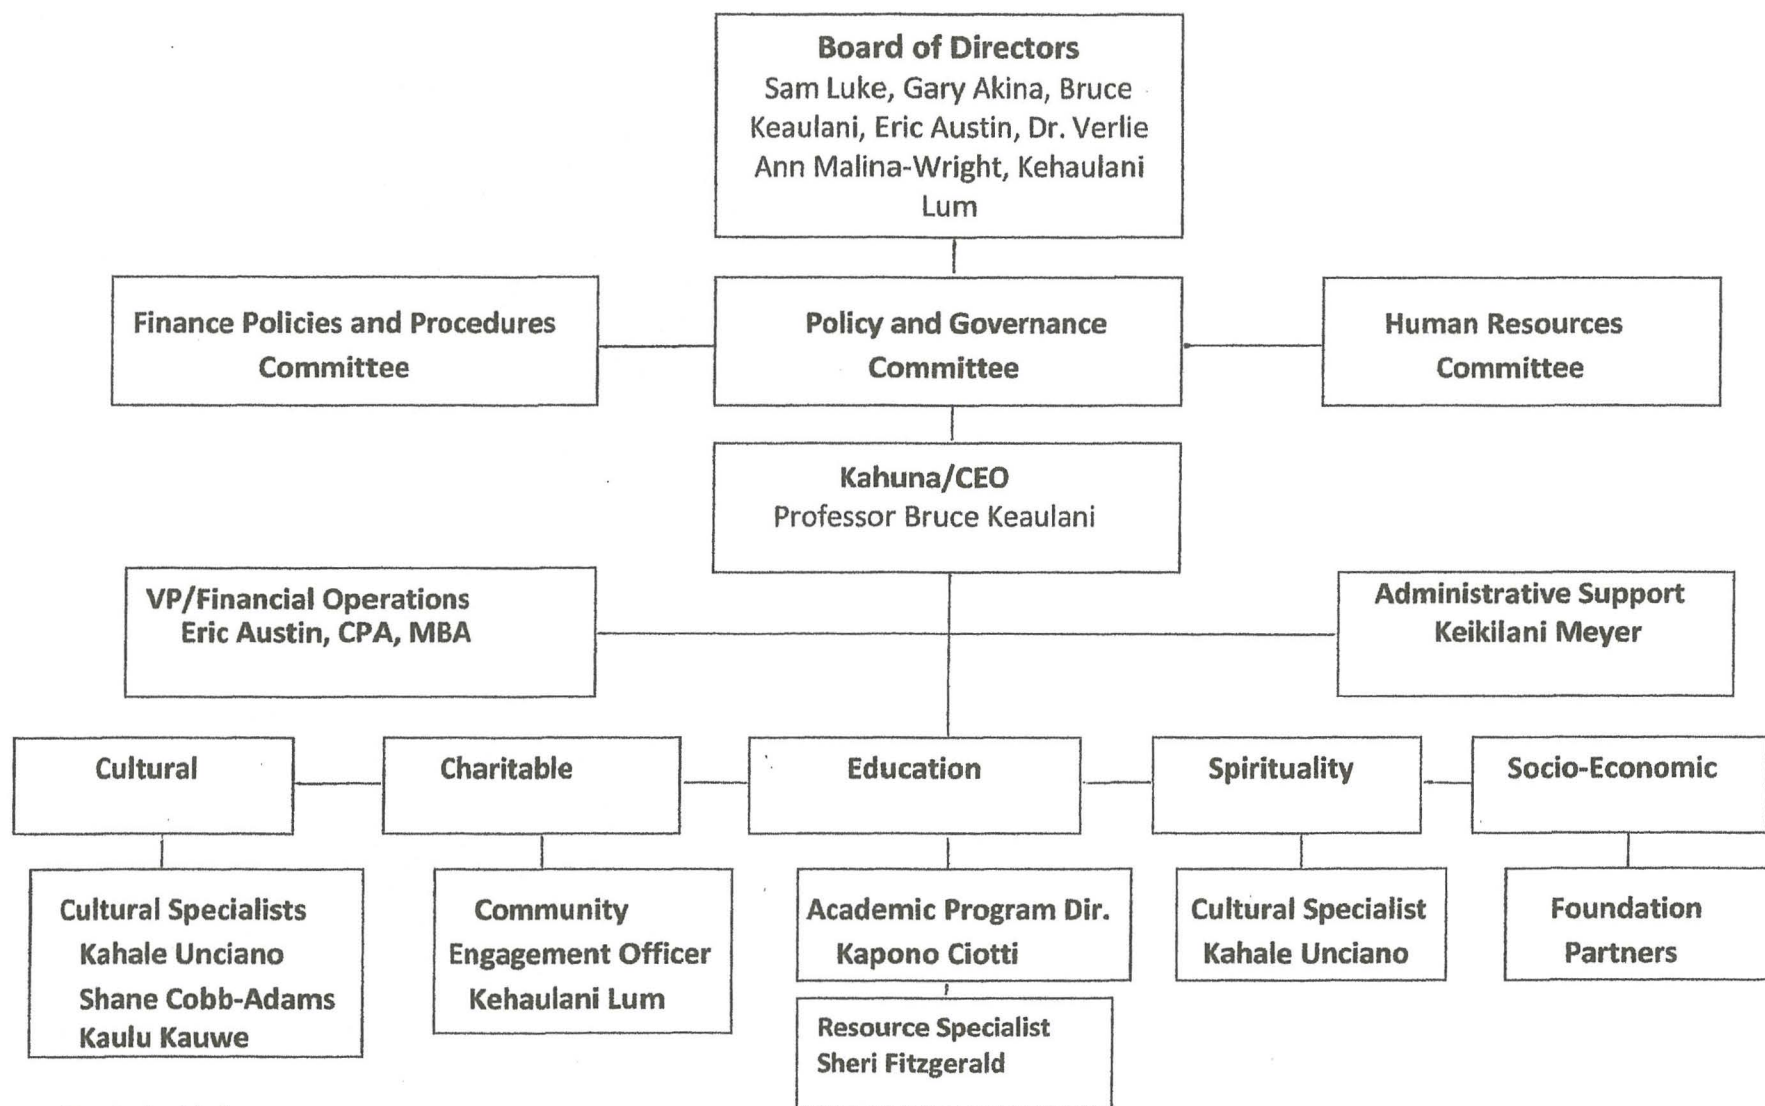 Board of Directors
Sam Luke, Gary Akina, Bruce
Keaulani, Eric Austin, Dr. Verlie
Ann Malina-Wright, Kehaulani
Lum
Finance Policies and Procedures
Committee
Policy and Governance
Committee
Human Resources
Committee
Kahuna/CEO
Professor Bruce Keaulani
VP/Financial Operations
Eric Austin, CPA, MBA
Administrative Support
Keikilani Meyer
Cultural
Charitable
Education
Spirituality
Socio-Economic
Cultural Specialists
Kahale Unciano
Shane Cobb-Adams
Kaulu Kauwe
Community
Engagement Officer
Kehaulani Lum
Academic Program Dir.
Kapono Ciotti
Resource Specialist
Sheri Fitzgerald
Cultural Specialist
Kahale Unciano
Foundation
Partners